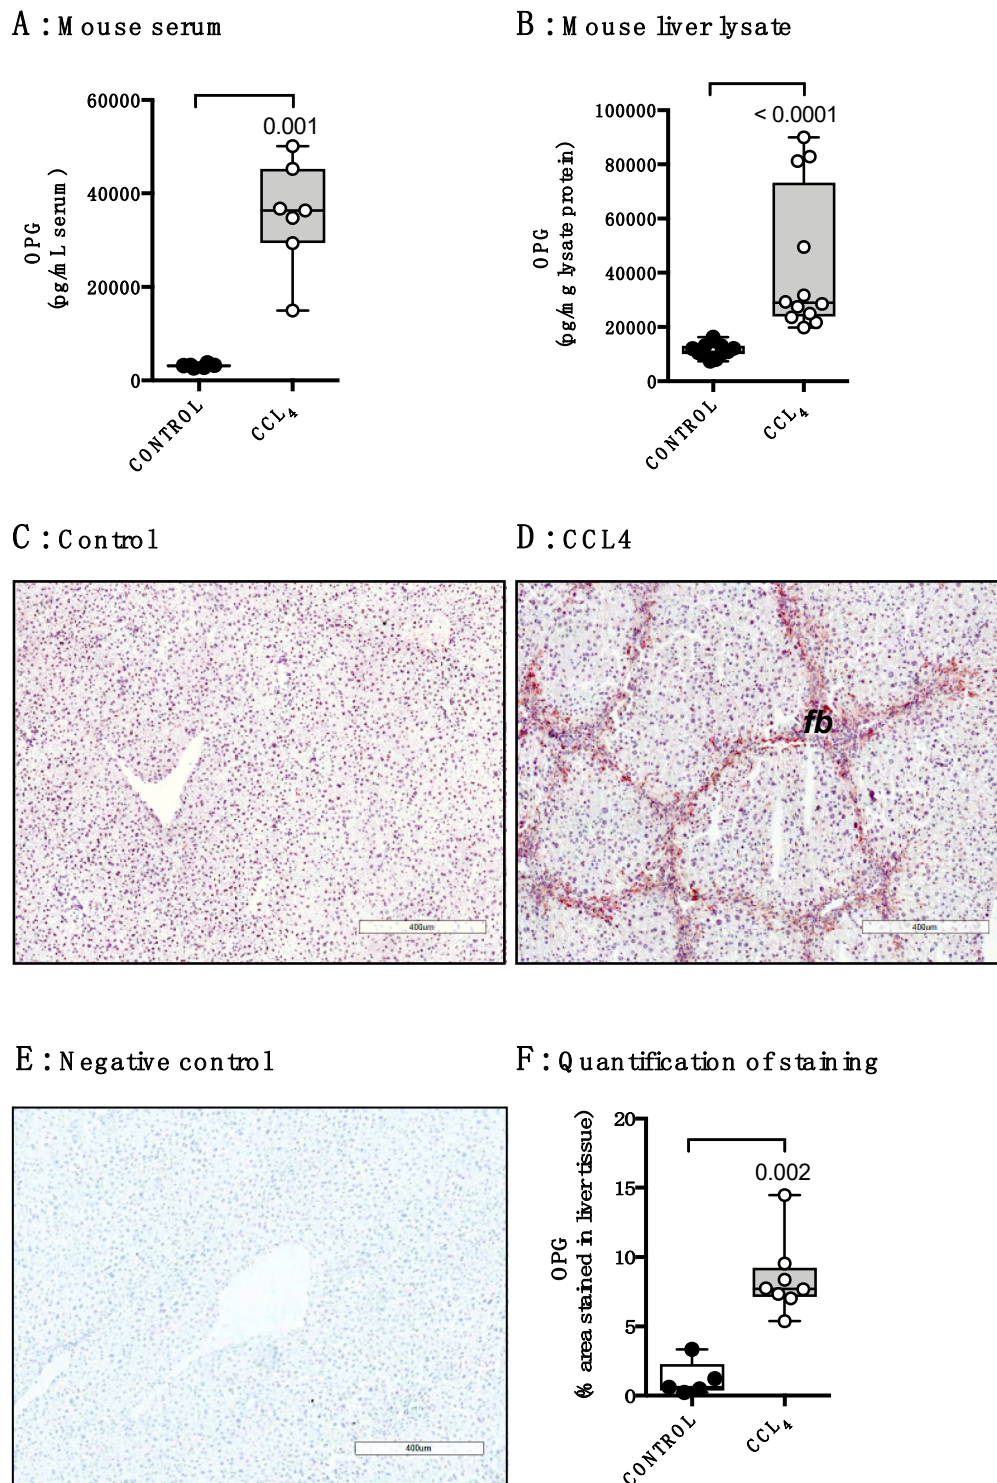 A : Mouse serum
B : Mouse liver lysate
OPG
(pg/mL serum)
60000
40000
20000
0
0.001
CONTROL
CCL4
OPG
(pg/mg lysate protein)
100000
80000
60000
40000
20000
0
< 0.0001
CONTROL
CCL4
C : Control
D : CCL4
400um
fb
400um
E : Negative control
F : Quantification of staining
400um
OPG
(% area stained in liver tissue)
20
15
10
5
0
0.002
CONTROL
CCL4